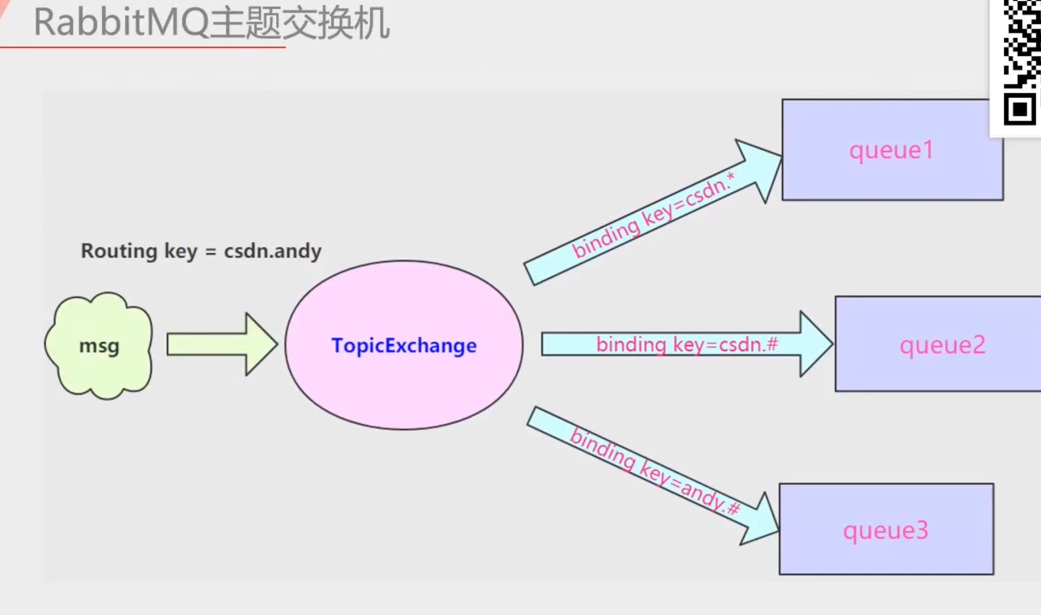 RabbitMQ主题交换机
queue1
binding key=csdn.*
Routing key = csdn.andy
msg
TopicExchange
binding key=csdn.#
queue2
binding key=andy.#
queue3